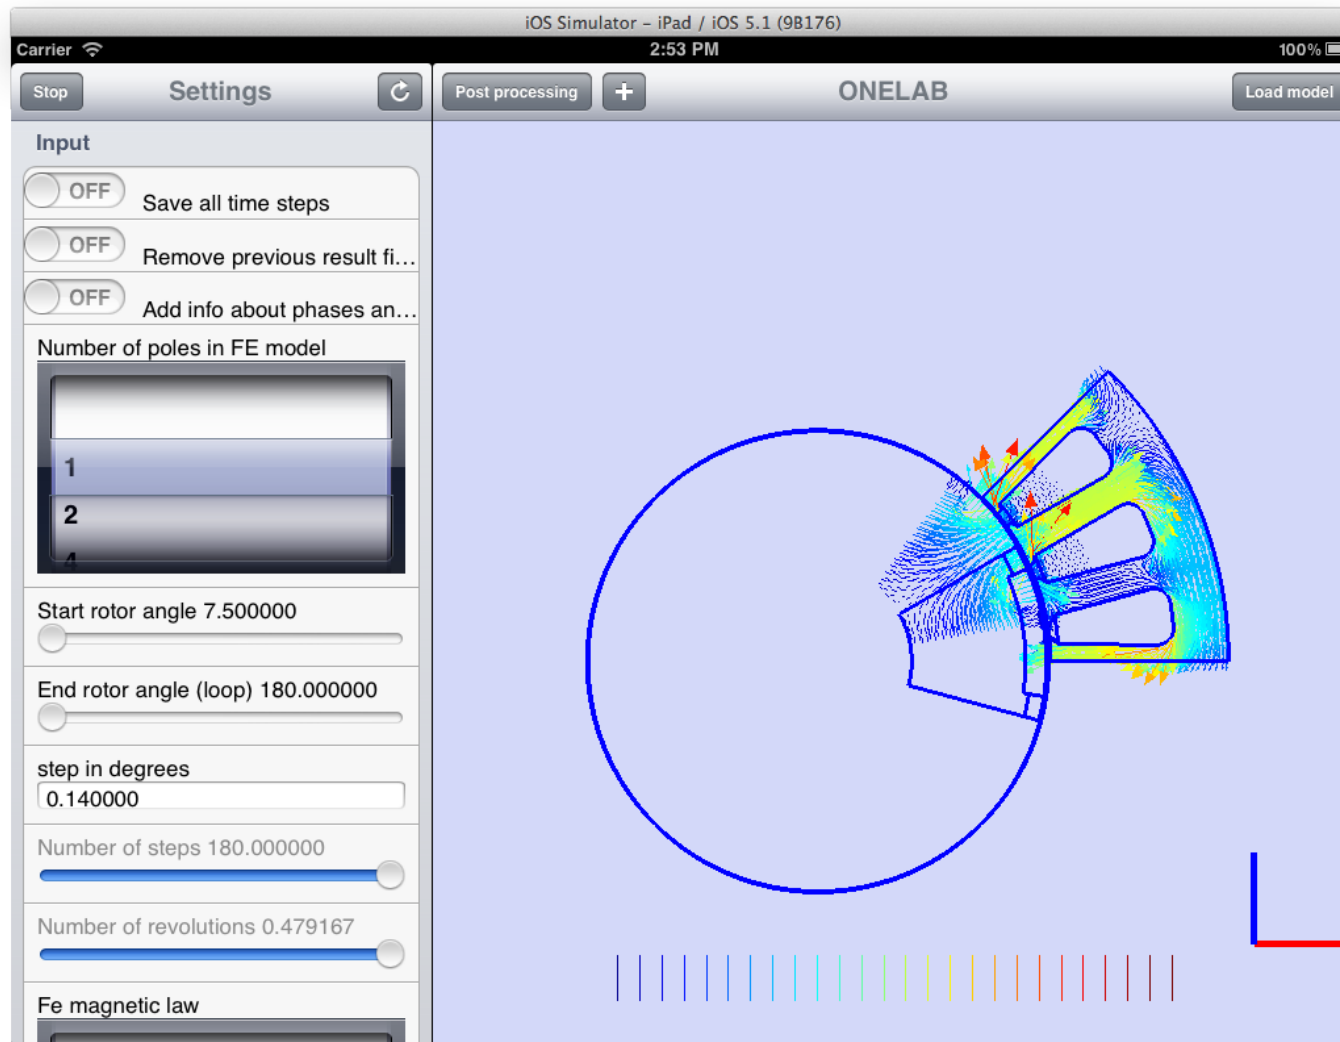 iOS Simulator – iPad / iOS 5.1 (9B176)
Carrier 2:53 PM 100%
Stop Settings Post processing + ONELAB Load model
Input
OFF Save all time steps
OFF Remove previous result fi...
OFF Add info about phases an...
Number of poles in FE model
1
2
4
Start rotor angle 7.500000
End rotor angle (loop) 180.000000
step in degrees
0.140000
Number of steps 180.000000
Number of revolutions 0.479167
Fe magnetic law